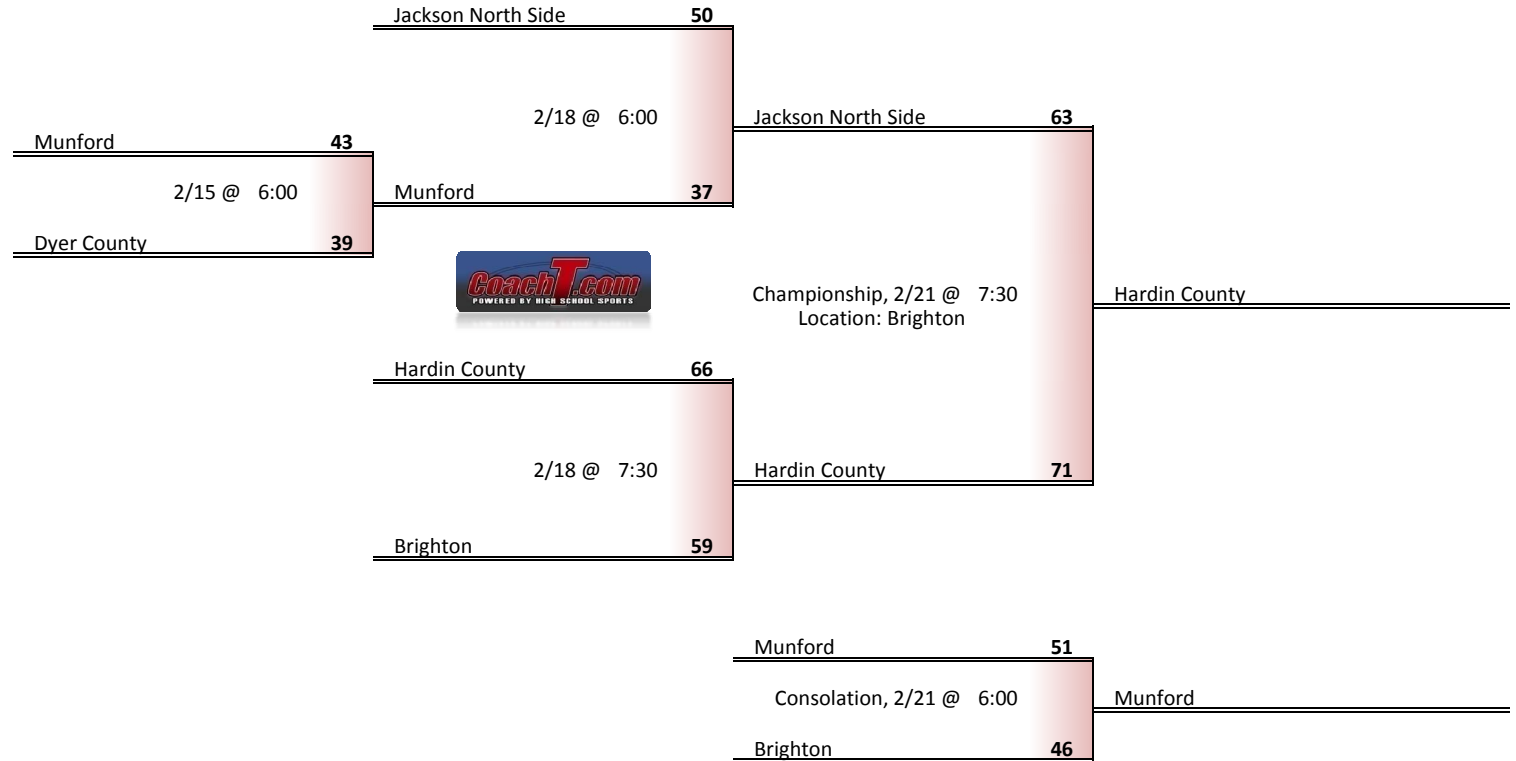 Jackson North Side 50
2/18 @ 6:00
Jackson North Side 63
Munford 43
2/15 @ 6:00
Munford 37
Dyer County 39
CoachT.com
POWERED BY HIGH SCHOOL SPORTS
Championship, 2/21 @ 7:30
Location: Brighton
Hardin County
Hardin County 66
2/18 @ 7:30
Hardin County 71
Brighton 59
Munford 51
Consolation, 2/21 @ 6:00
Munford
Brighton 46